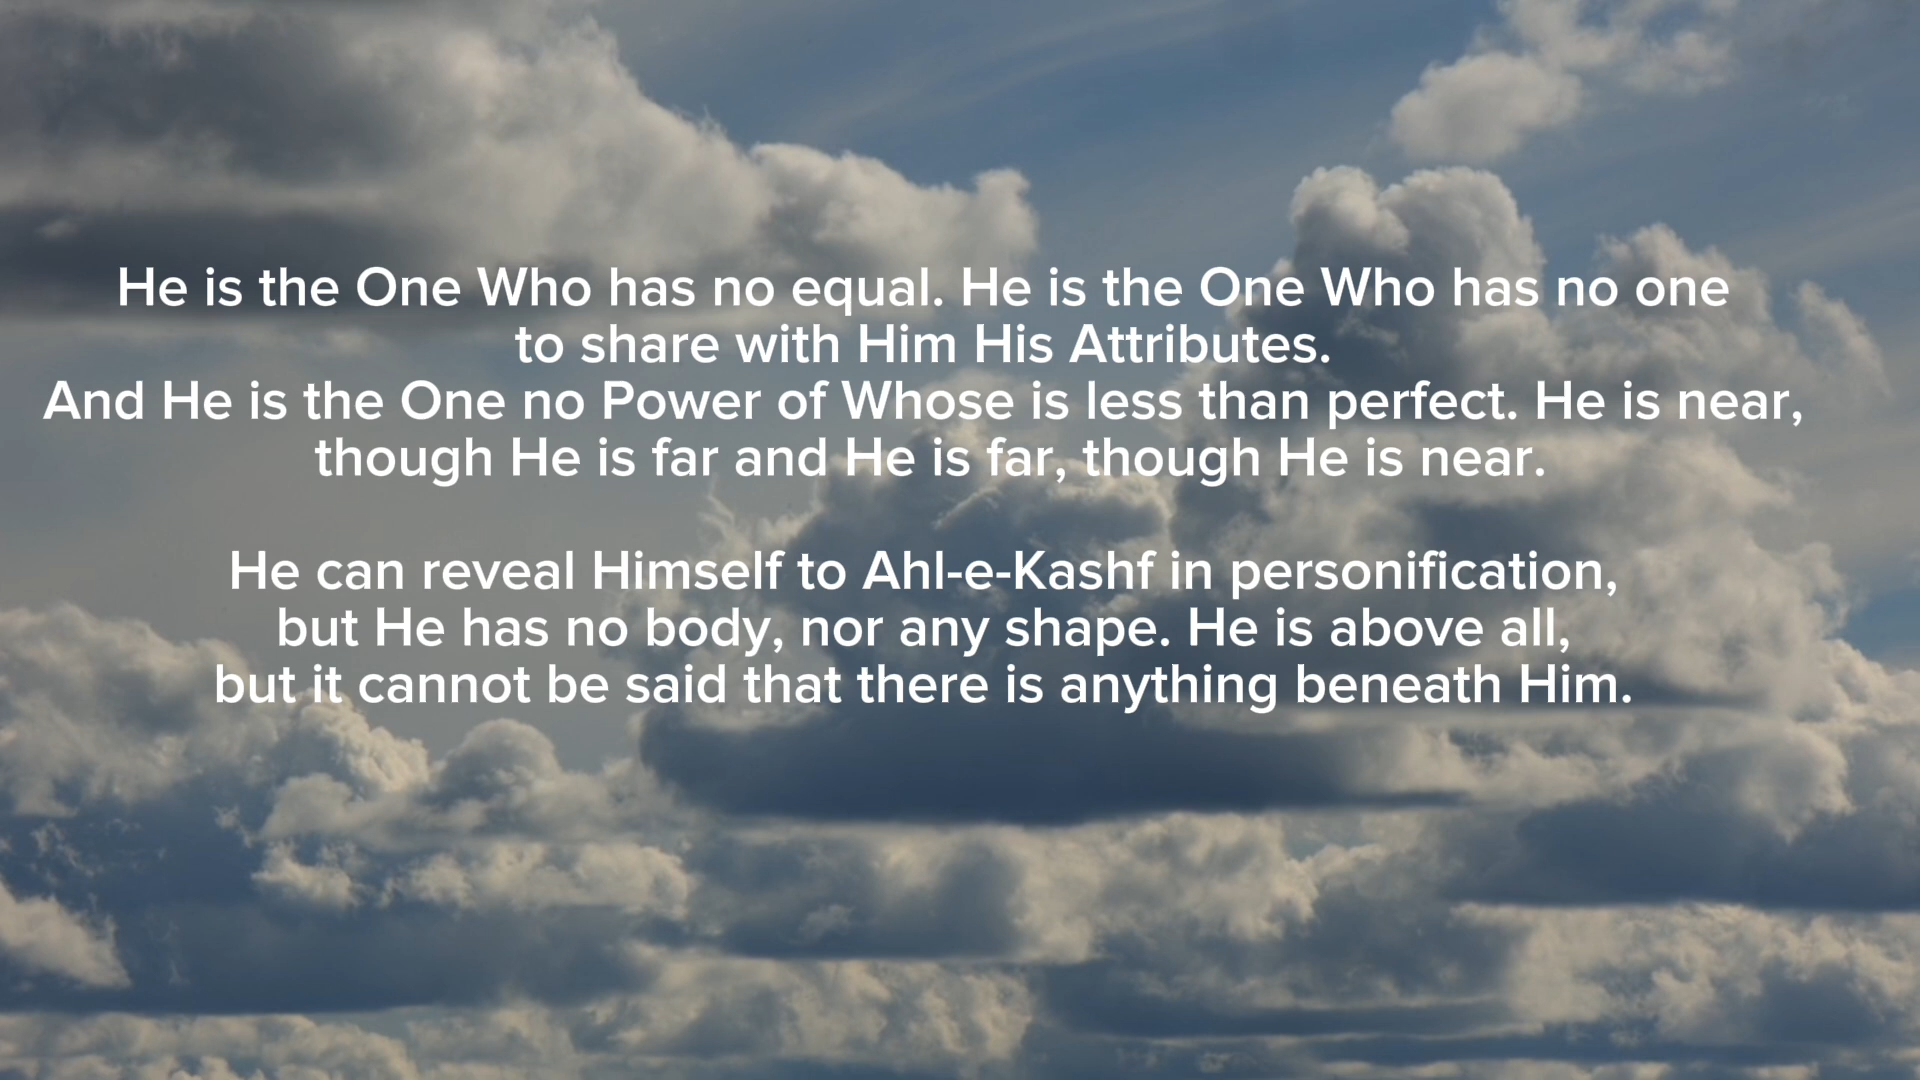 He is the One Who has no equal. He is the One Who has no one
to share with Him His Attributes.
And He is the One no Power of Whose is less than perfect. He is near,
though He is far and He is far, though He is near.
He can reveal Himself to Ahl-e-Kashf in personification,
but He has no body, nor any shape. He is above all,
but it cannot be said that there is anything beneath Him.